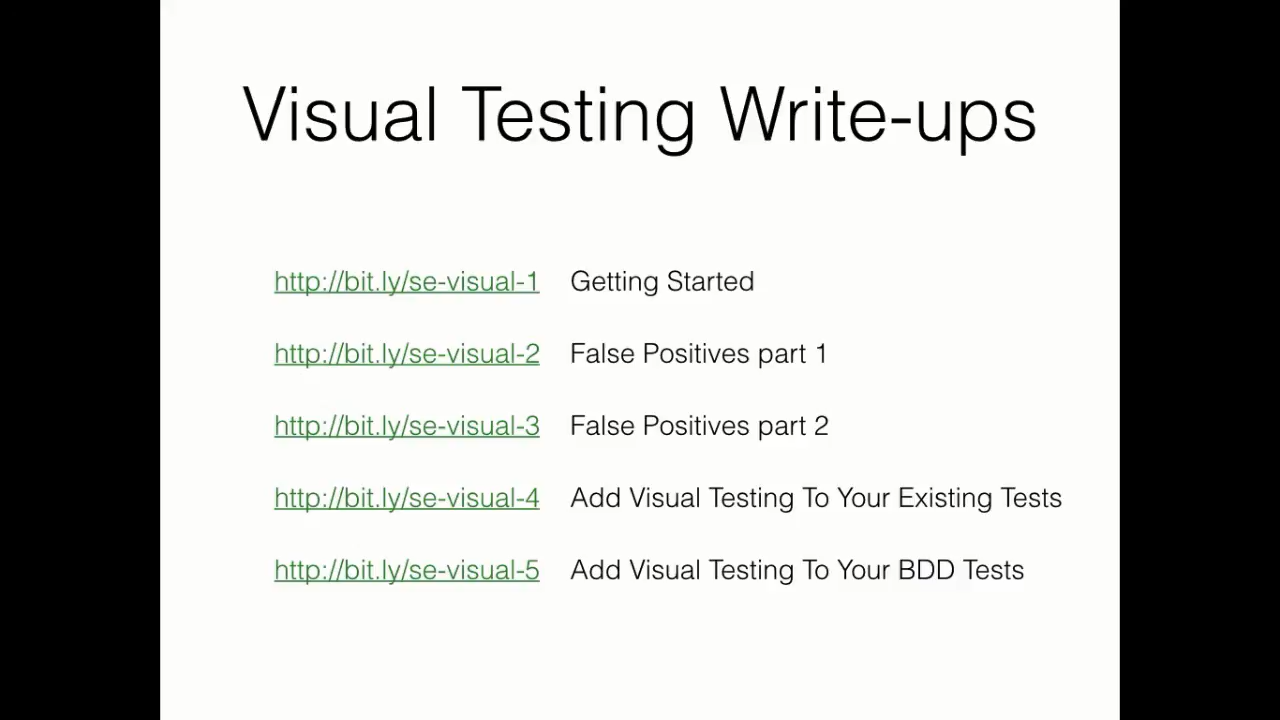 Visual Testing Write-ups
http://bit.ly/se-visual-1 Getting Started
http://bit.ly/se-visual-2 False Positives part 1
http://bit.ly/se-visual-3 False Positives part 2
http://bit.ly/se-visual-4 Add Visual Testing To Your Existing Tests
http://bit.ly/se-visual-5 Add Visual Testing To Your BDD Tests